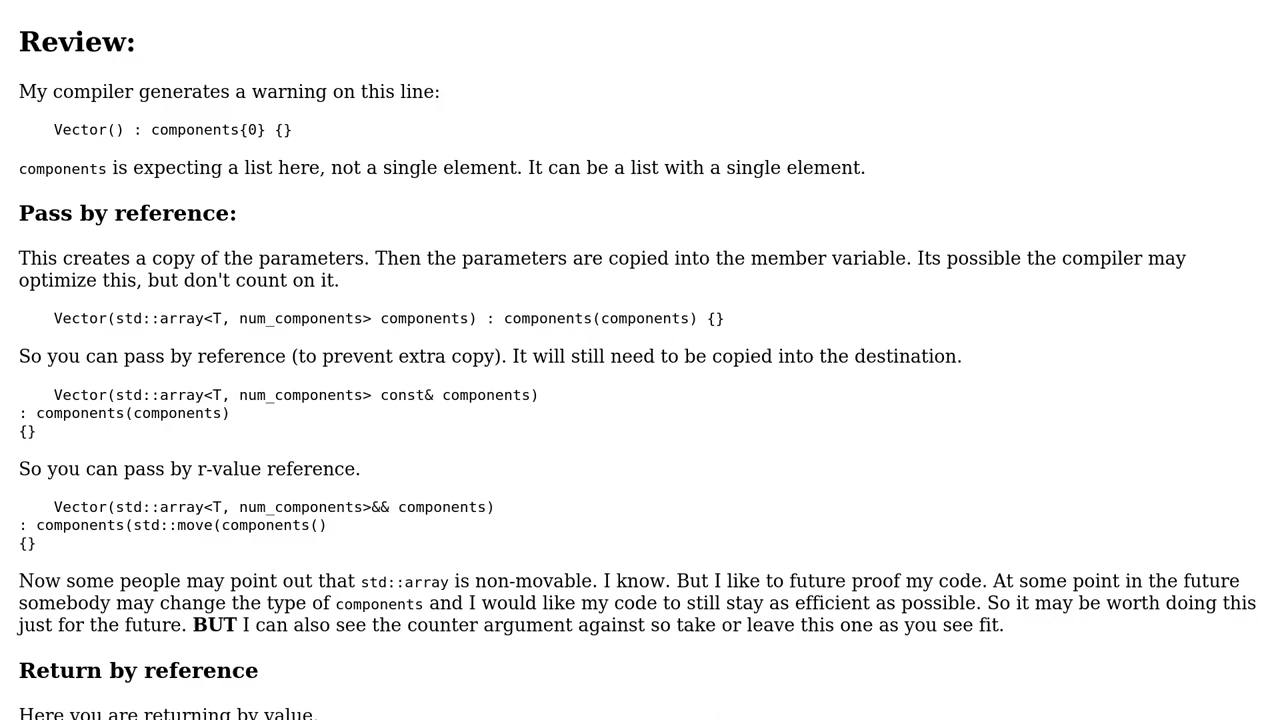 Review:
My compiler generates a warning on this line:
Vector() : components{0} {}
components is expecting a list here, not a single element. It can be a list with a single element.
Pass by reference:
This creates a copy of the parameters. Then the parameters are copied into the member variable. Its possible the compiler may
optimize this, but don't count on it.
Vector(std::array<T, num_components> components) : components(components) {}
So you can pass by reference (to prevent extra copy). It will still need to be copied into the destination.
Vector(std::array<T, num_components> const& components)
: components(components)
{}
So you can pass by r-value reference.
Vector(std::array<T, num_components>&& components)
: components(std::move(components()
{}
Now some people may point out that std::array is non-movable. I know. But I like to future proof my code. At some point in the future
somebody may change the type of components and I would like my code to still stay as efficient as possible. So it may be worth doing this
just for the future. BUT I can also see the counter argument against so take or leave this one as you see fit.
Return by reference
Here you are returning by value.